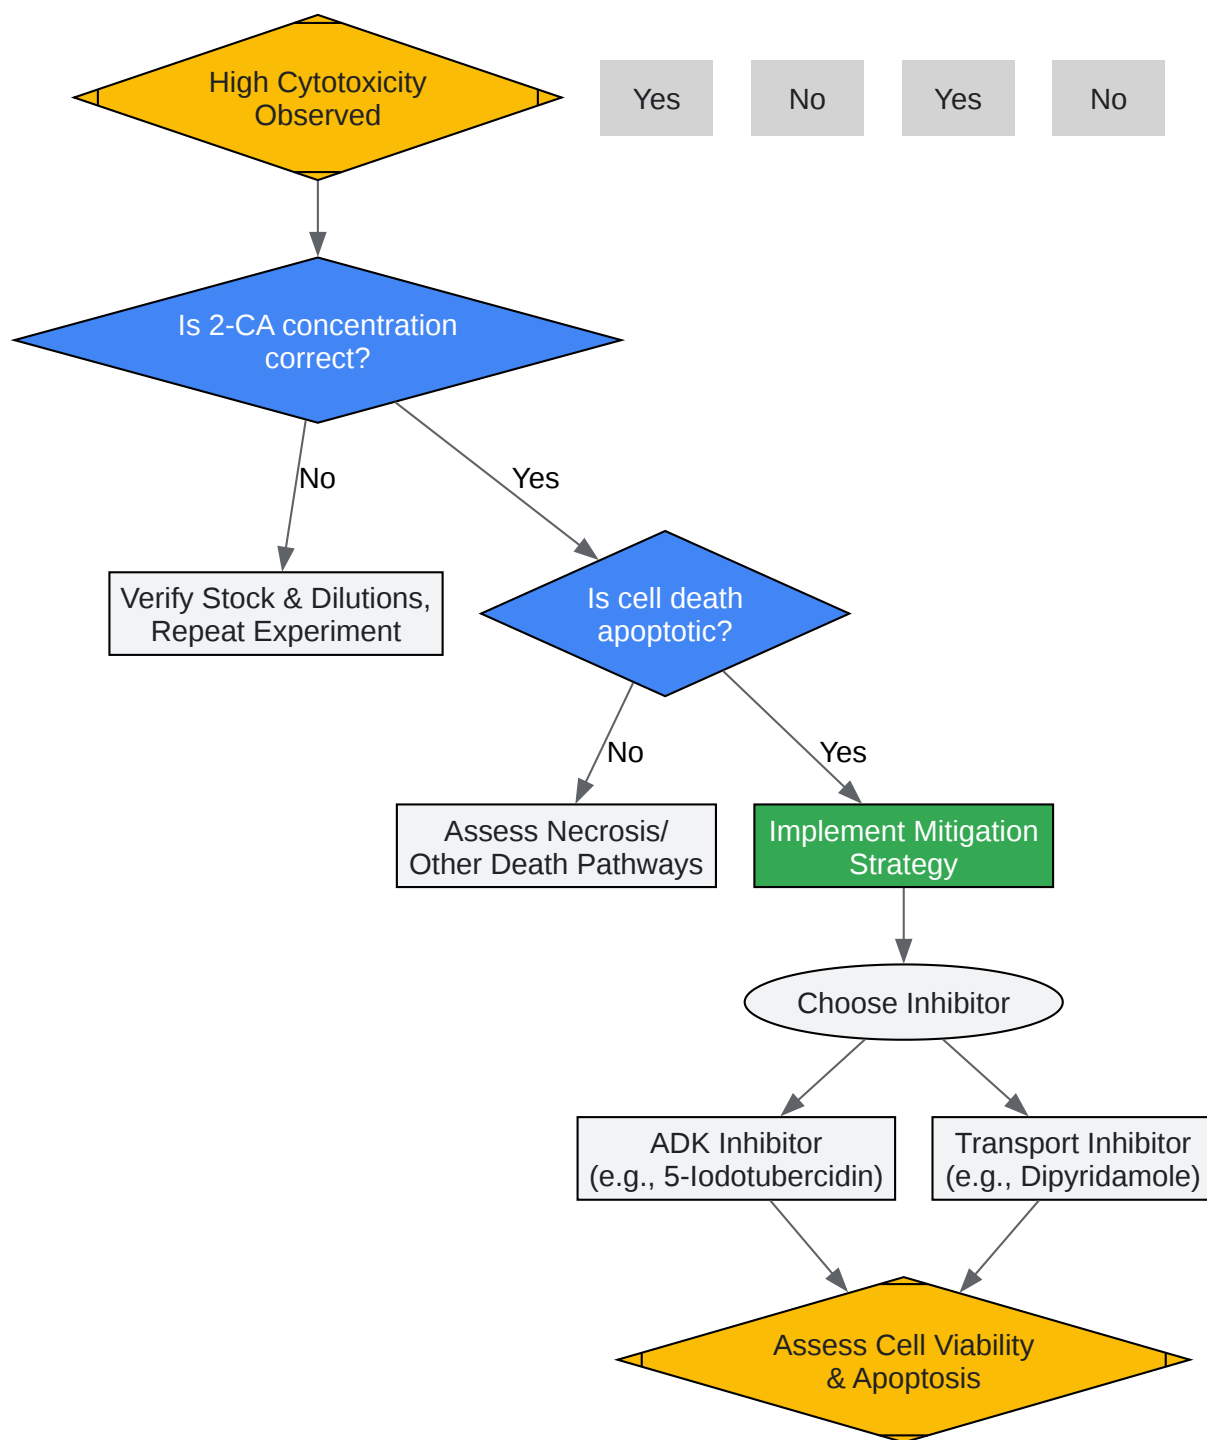 High Cytotoxicity
Observed
Yes
No
Yes
No
Is 2-CA concentration
correct?
No
Yes
Verify Stock & Dilutions,
Repeat Experiment
Is cell death
apoptotic?
No
Yes
Assess Necrosis/
Other Death Pathways
Implement Mitigation
Strategy
Choose Inhibitor
ADK Inhibitor
(e.g., 5-Iodotubercidin)
Transport Inhibitor
(e.g., Dipyridamole)
Assess Cell Viability
& Apoptosis